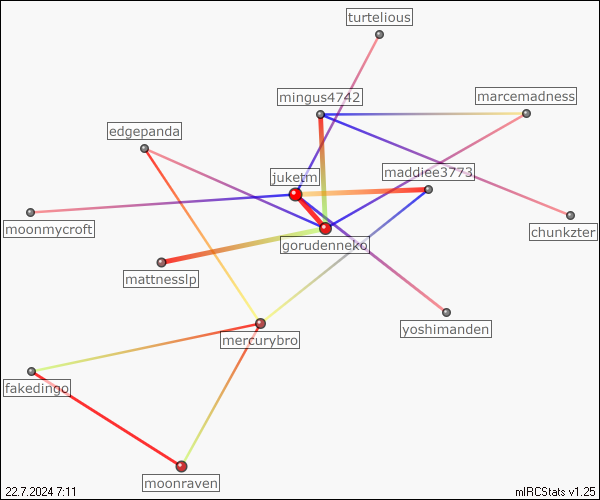 turtelious
mingus4742
marcemadness
edgepanda
maddiee3773
juketm
moonmycroft
chunkzter
gorudenneko
mattnesslp
yoshimanden
mercurybro
fakedingo
moonraven
22.7.2024 7:11
mIRCStats v1.25